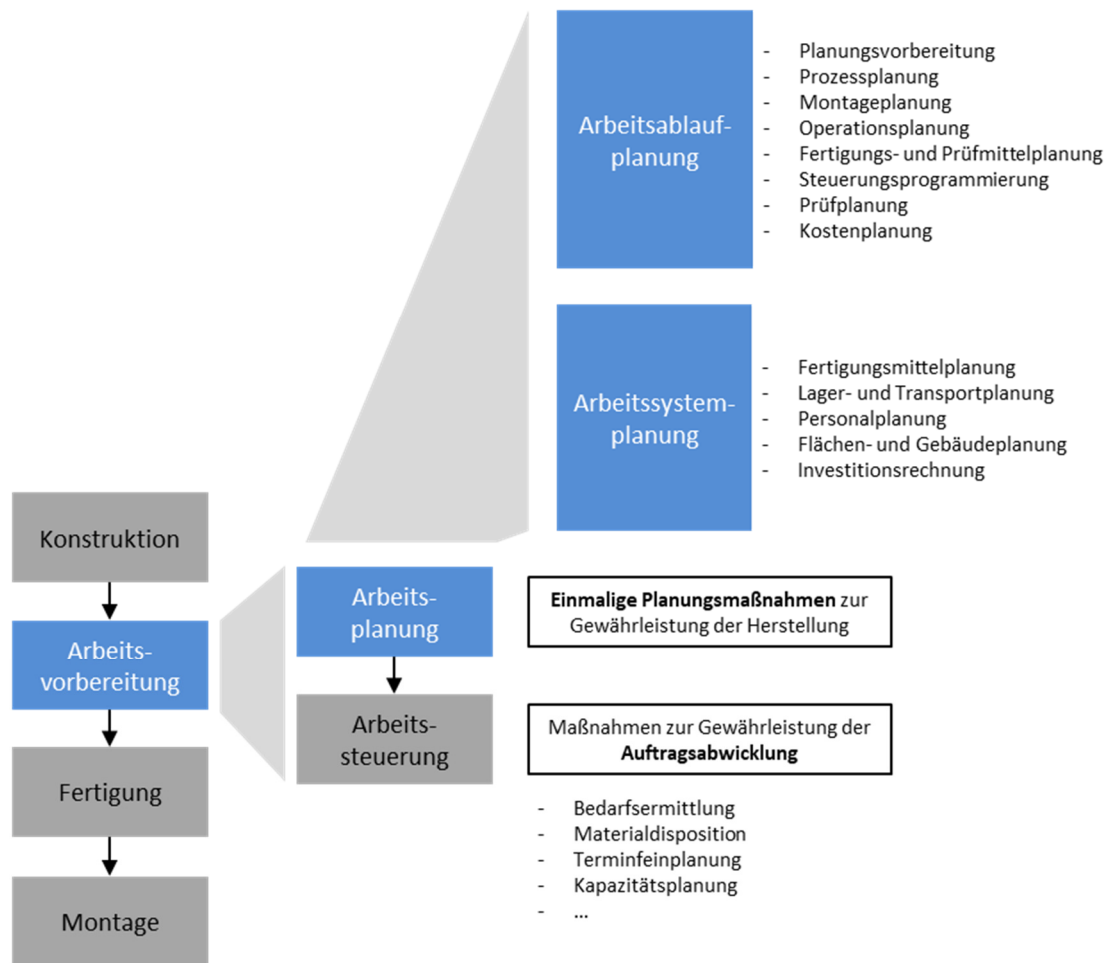 Arbeitsablauf-
planung
- Planungsvorbereitung
- Prozessplanung
- Montageplanung
- Operationsplanung
- Fertigungs- und Prüfmittelplanung
- Steuerungsprogrammierung
- Prüfplanung
- Kostenplanung
Arbeitssystem-
planung
- Fertigungsmittelplanung
- Lager- und Transportplanung
- Personalplanung
- Flächen- und Gebäudeplanung
- Investitionsrechnung
Konstruktion
Arbeits-
vorbereitung
Fertigung
Montage
Arbeits-
planung
Einmalige Planungsmaßnahmen zur
Gewährleistung der Herstellung
Arbeits-
steuerung
Maßnahmen zur Gewährleistung der
Auftragsabwicklung
- Bedarfsermittlung
- Materialdisposition
- Terminfeinplanung
- Kapazitätsplanung
- ...